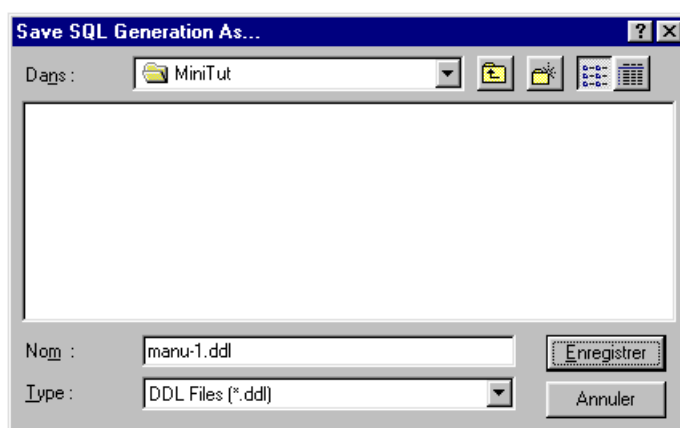 Save SQL Generation As...
Dans : MiniTut
Nom : manu-1.ddl Enregistrer
Type : DDL Files (*.ddl) Annuler